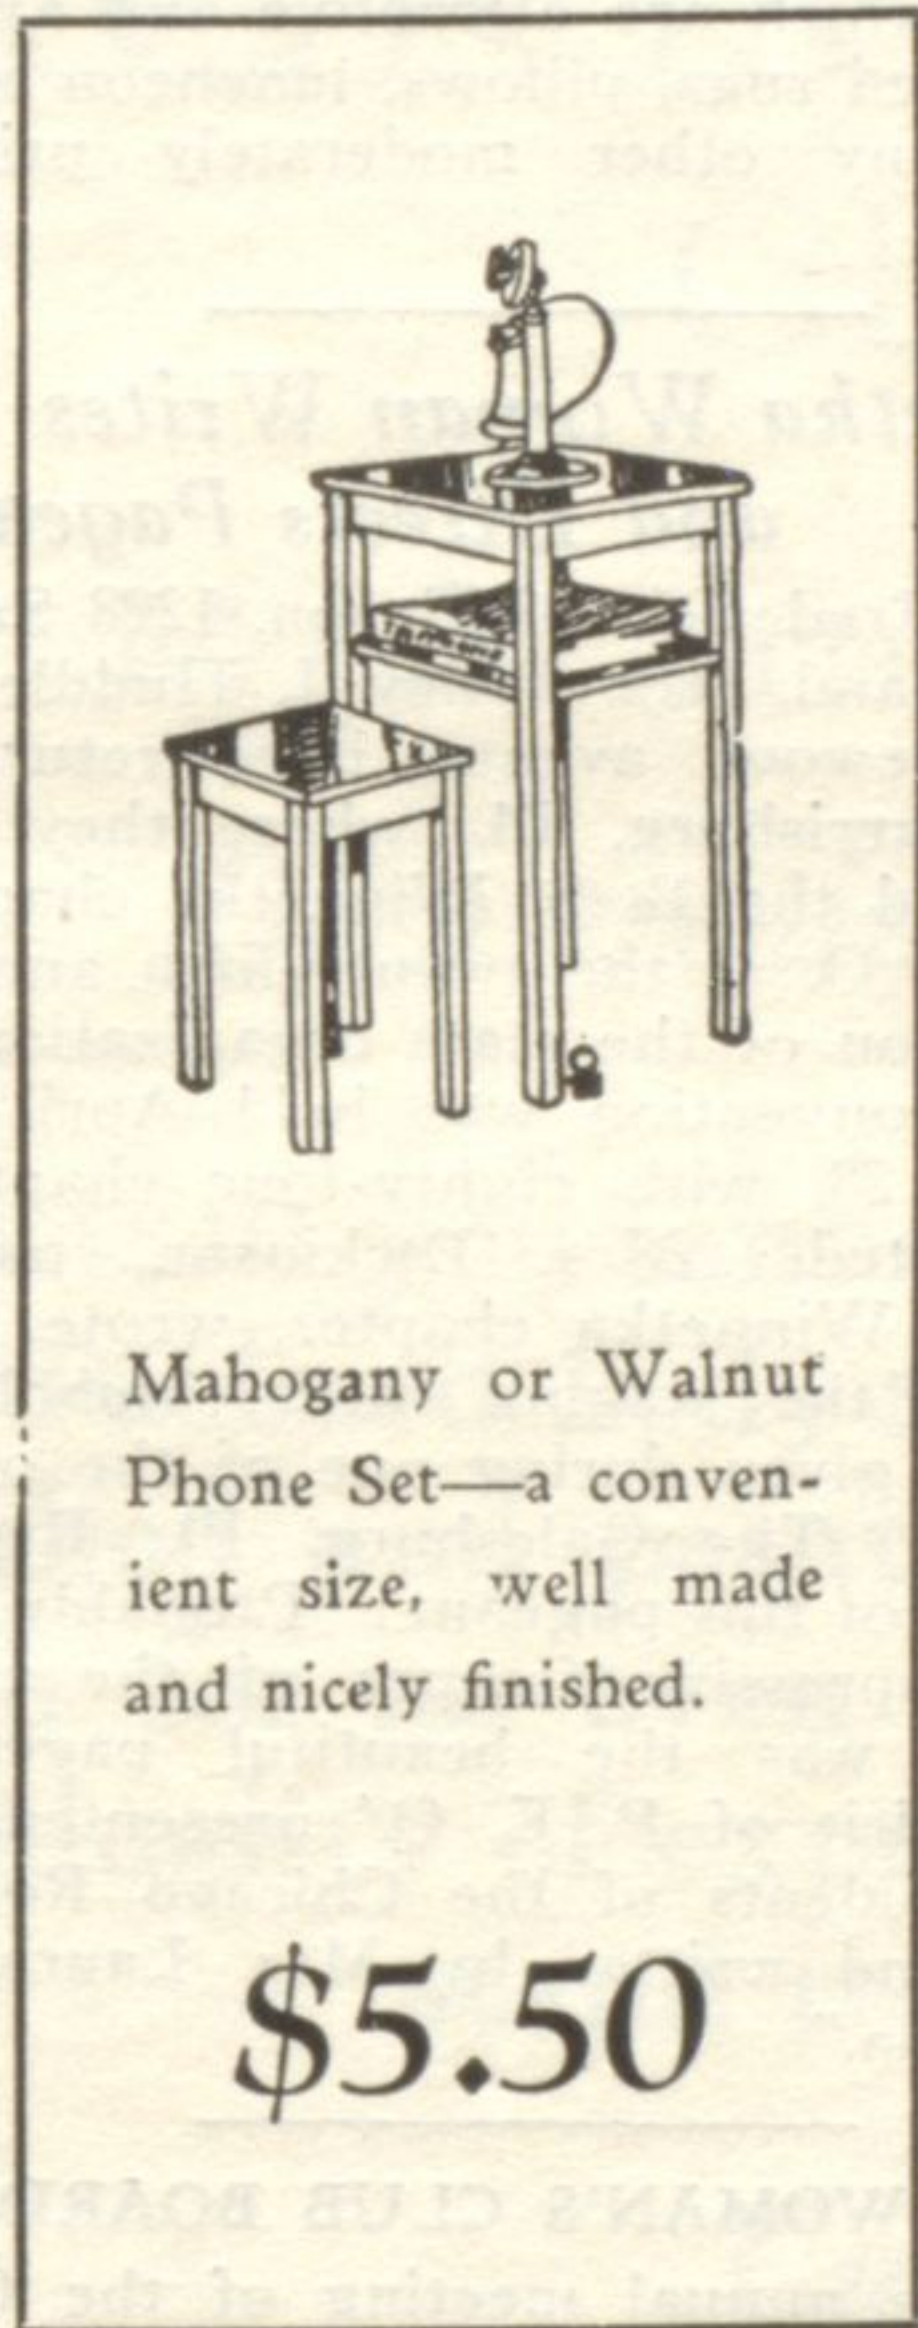 Mahogany or Walnut
Phone Set—a conven-
ient size, well made
and nicely finished.
$5.50